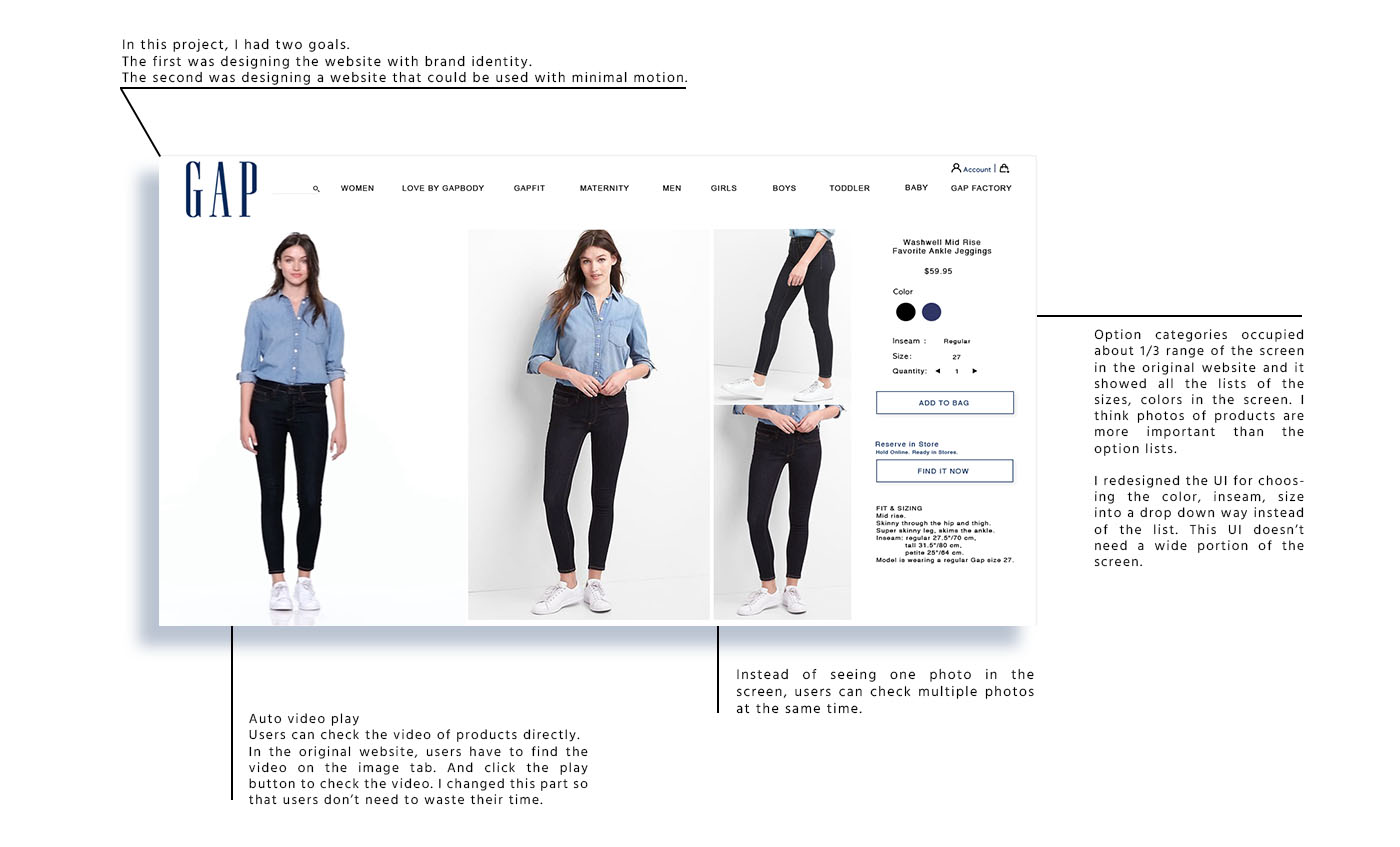 In this project, I had two goals.
The first was designing the website with brand identity.
The second was designing a website that could be used with minimal motion.
GAP
Account |
WOMEN LOVE BY GAPBODY GAPFIT MATERNITY MEN GIRLS BOYS TODDLER BABY GAP FACTORY
Washwell Mid Rise
Favorite Ankle Jeggings
$59.95
Color
Inseam : Regular
Size: 27
Quantity: ◄ 1 ►
ADD TO BAG
Reserve in Store
Hold Online. Ready in Stores.
FIND IT NOW
FIT & SIZING
Mid rise.
Skinny through the hip and thigh.
Super skinny leg, skims the ankle.
Inseam: regular 27.5"/70 cm,
tall 31.5"/80 cm,
petite 25"/64 cm.
Model is wearing a regular Gap size 27.
Option categories occupied
about 1/3 range of the screen
in the original website and it
showed all the lists of the
sizes, colors in the screen. I
think photos of products are
more important than the
option lists.
I redesigned the UI for choos-
ing the color, inseam, size
into a drop down way instead
of the list. This UI doesn't
need a wide portion of the
screen.
Instead of seeing one photo in the
screen, users can check multiple photos
at the same time.
Auto video play
Users can check the video of products directly.
In the original website, users have to find the
video on the image tab. And click the play
button to check the video. I changed this part so
that users don't need to waste their time.